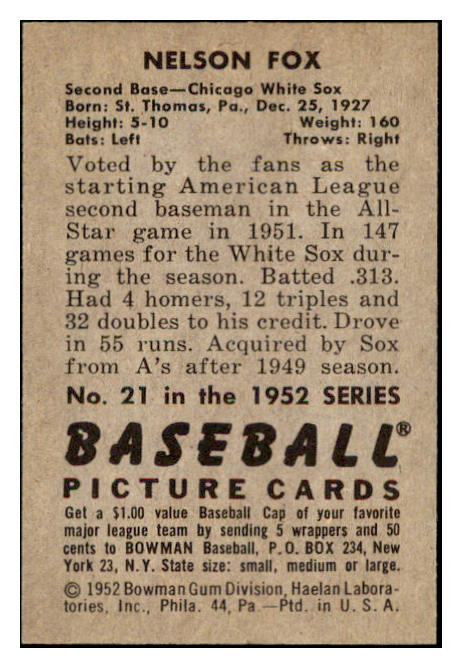 NELSON FOX
Second Base—Chicago White Sox
Born: St. Thomas, Pa., Dec. 25, 1927
Height: 5-10 Weight: 160
Bats: Left Throws: Right
Voted by the fans as the
starting American League
second baseman in the All-
Star game in 1951. In 147
games for the White Sox dur-
ing the season. Batted .313.
Had 4 homers, 12 triples and
32 doubles to his credit. Drove
in 55 runs. Acquired by Sox
from A's after 1949 season.
No. 21 in the 1952 SERIES
BASEBALL®
PICTURE CARDS
Get a $1.00 value Baseball Cap of your favorite
major league team by sending 5 wrappers and 50
cents to BOWMAN Baseball, P.O. BOX 234, New
York 23, N.Y. State size: small, medium or large.
© 1952 Bowman Gum Division, Haelan Labora-
tories, Inc., Phila. 44, Pa.—Ptd. in U. S. A.